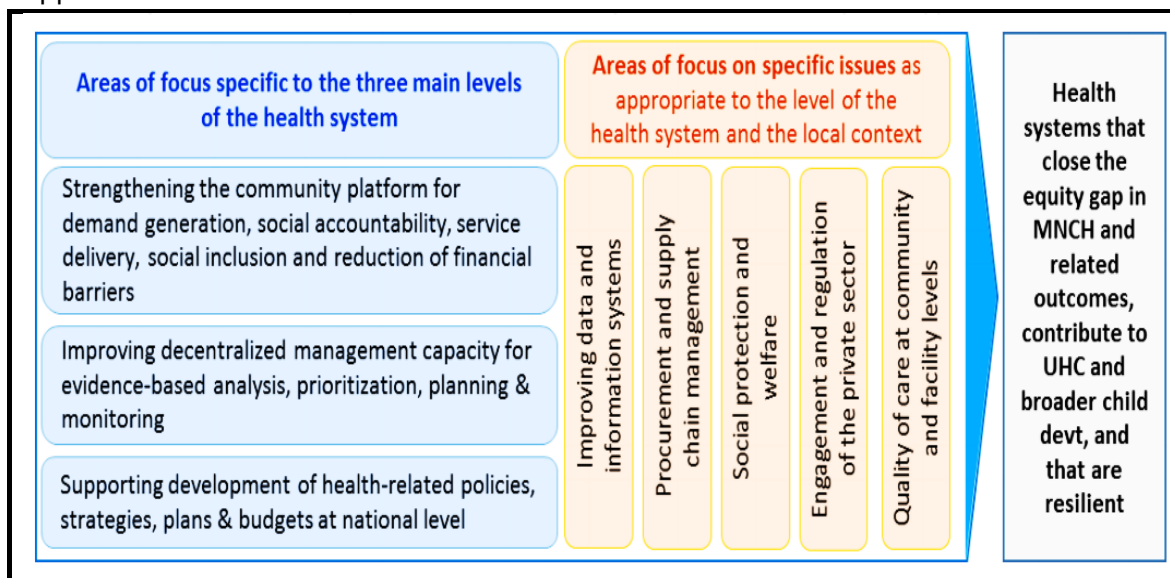 Areas of focus specific to the three main levels
of the health system
Areas of focus on specific issues as
appropriate to the level of the
health system and the local context
Strengthening the community platform for
demand generation, social accountability, service
delivery, social inclusion and reduction of financial
barriers
Improving decentralized management capacity for
evidence-based analysis, prioritization, planning &
monitoring
Supporting development of health-related policies,
strategies, plans & budgets at national level
Improving data and
information systems
Procurement and supply
chain management
Social protection and
welfare
Engagement and regulation
of the private sector
Quality of care at community
and facility levels
Health
systems that
close the
equity gap in
MNCH and
related
outcomes,
contribute to
UHC and
broader child
devt, and
that are
resilient